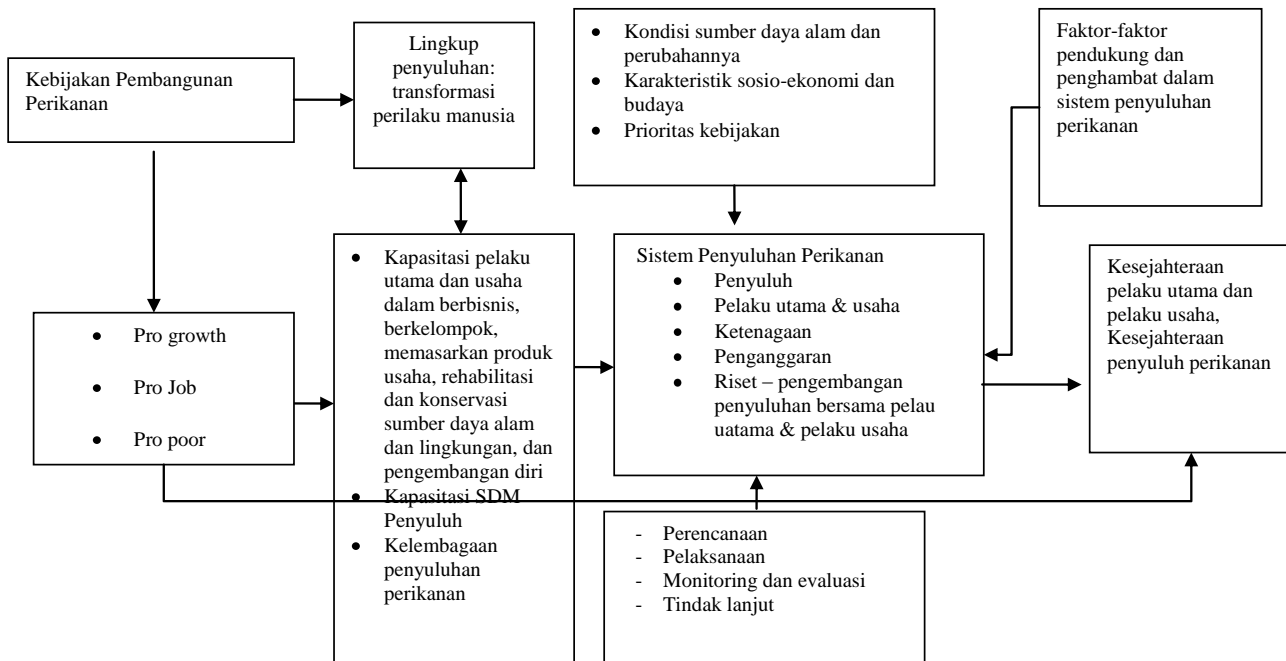 Kebijakan Pembangunan
Perikanan
Lingkup
penyuluhan:
transformasi
perilaku manusia
• Kondisi sumber daya alam dan
perubahannya
• Karakteristik sosio-ekonomi dan
budaya
• Prioritas kebijakan
Faktor-faktor
pendukung dan
penghambat dalam
sistem penyuluhan
perikanan
• Pro growth
• Pro Job
• Pro poor
• Kapasitasi pelaku
utama dan usaha
dalam berbisnis,
berkelompok,
memasarkan produk
usaha, rehabilitasi
dan konservasi
sumber daya alam
dan lingkungan, dan
pengembangan diri
• Kapasitasi SDM
Penyuluh
• Kelembagaan
penyuluhan
perikanan
Sistem Penyuluhan Perikanan
• Penyuluh
• Pelaku utama & usaha
• Ketenagaan
• Penganggaran
• Riset – pengembangan
penyuluhan bersama pelau
uatama & pelaku usaha
Kesejahteraan
pelaku utama dan
pelaku usaha,
Kesejahteraan
penyuluh perikanan
- Perencanaan
- Pelaksanaan
- Monitoring dan evaluasi
- Tindak lanjut